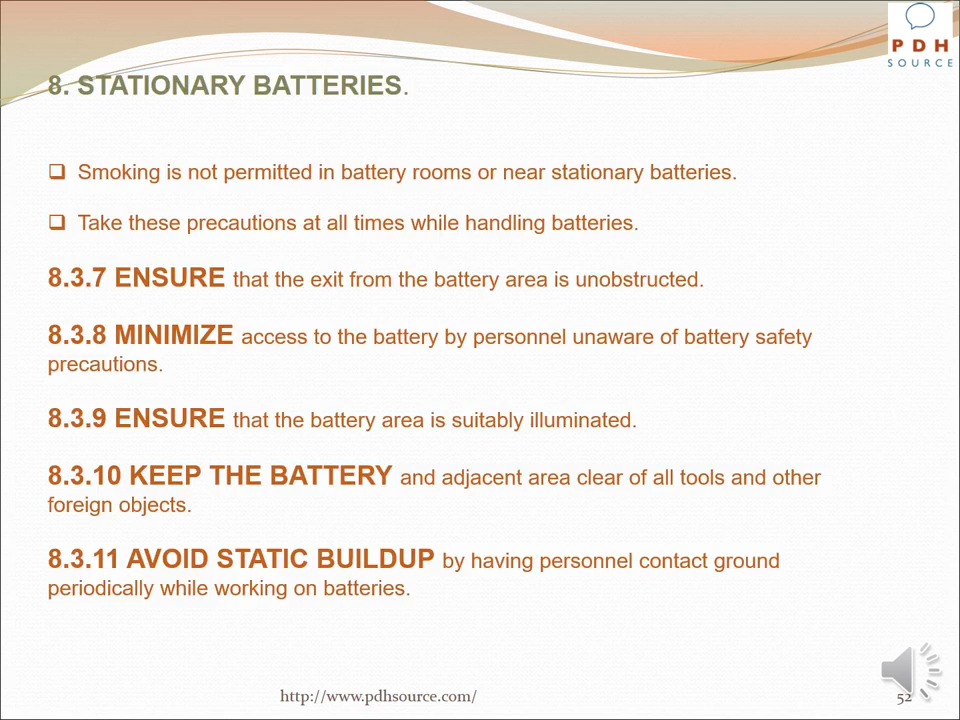 PDH
SOURCE
8. STATIONARY BATTERIES.
Smoking is not permitted in battery rooms or near stationary batteries.
Take these precautions at all times while handling batteries.
8.3.7 ENSURE that the exit from the battery area is unobstructed.
8.3.8 MINIMIZE access to the battery by personnel unaware of battery safety
precautions.
8.3.9 ENSURE that the battery area is suitably illuminated.
8.3.10 KEEP THE BATTERY and adjacent area clear of all tools and other
foreign objects.
8.3.11 AVOID STATIC BUILDUP by having personnel contact ground
periodically while working on batteries.
http://www.pdhsource.com/
52